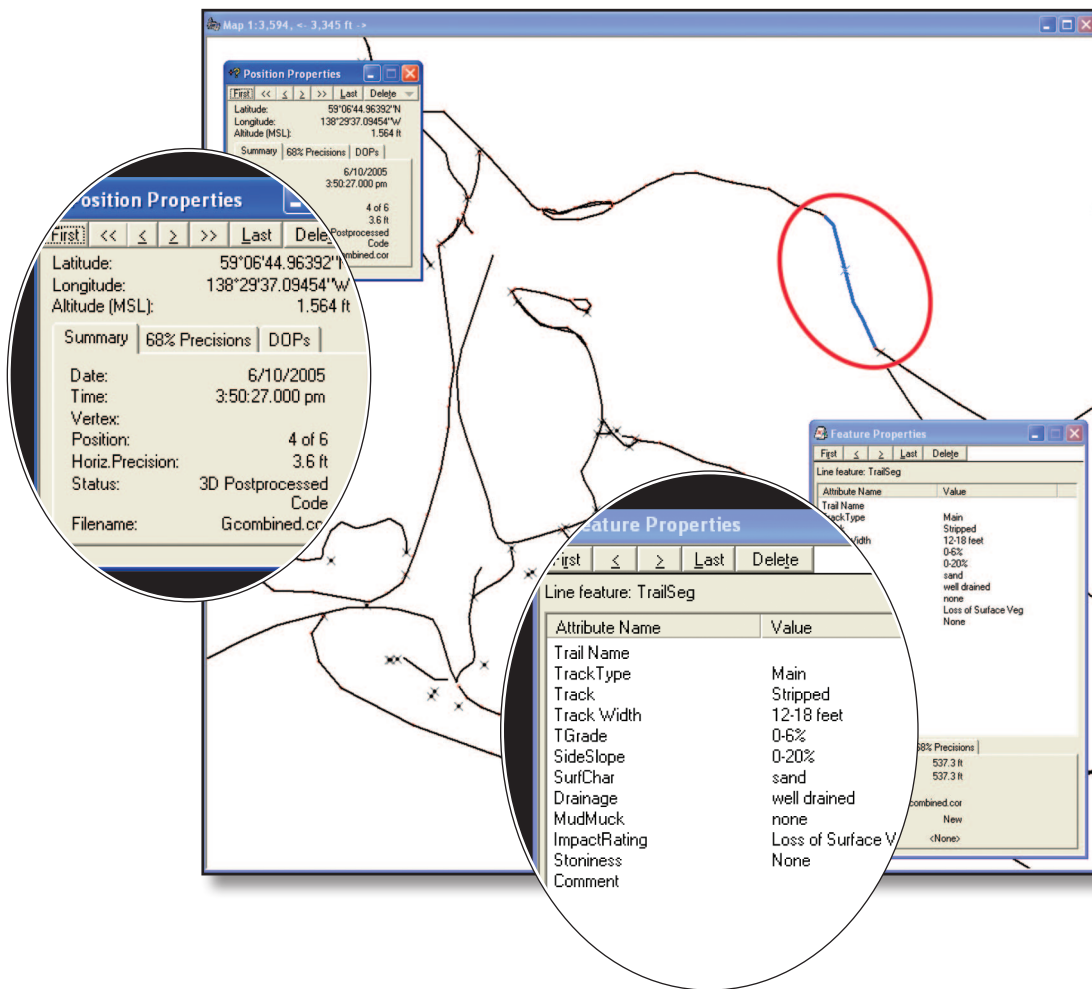 Map 1:3,594, <- 3,345 ft ->
Position Properties
First << < > >> Last Delete
Latitude: 59°06'44.96392"N
Longitude: 138°29'37.09454"W
Altitude (MSL): 1.564 ft
Summary 68% Precisions DOPs
6/10/2005
3:50:27.000 pm
4 of 6
3.6 ft
Postprocessed
Code
mbined.cor
Position Properties
First << < > >> Last Dele
Latitude: 59°06'44.96392"N
Longitude: 138°29'37.09454"W
Altitude (MSL): 1.564 ft
Summary 68% Precisions DOPs
Date: 6/10/2005
Time: 3:50:27.000 pm
Vertex:
Position: 4 of 6
Horiz.Precision: 3.6 ft
Status: 3D Postprocessed
Code
Filename: Gcombined.co
Feature Properties
First < > Last Delete
Line feature: TrailSeg
Attribute Name Value
Trail Name
TrackType Main
Stripped
Width 12-18 feet
0-6%
0-20%
sand
well drained
none
Loss of Surface Veg
None
68% Precisions
537.3 ft
537.3 ft
combined.cor
New
<None>
eature Properties
First < > Last Delete
Line feature: TrailSeg
Attribute Name Value
Trail Name
TrackType Main
Track Stripped
Track Width 12-18 feet
TGrade 0-6%
SideSlope 0-20%
SurfChar sand
Drainage well drained
MudMuck none
ImpactRating Loss of Surface V
Stoniness None
Comment